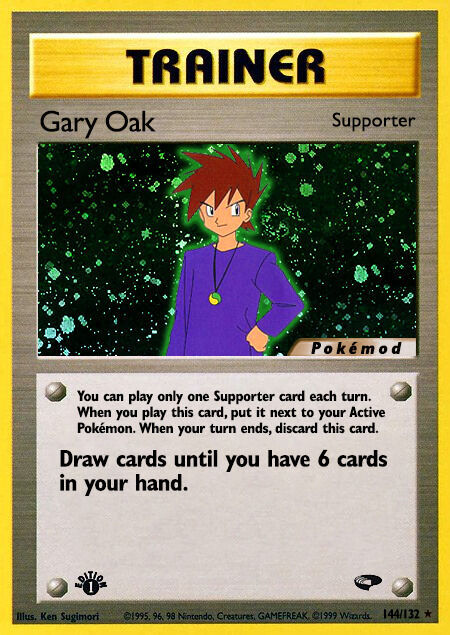 TRAINER
Gary Oak
Supporter
Pokémod
You can play only one Supporter card each turn.
When you play this card, put it next to your Active
Pokémon. When your turn ends, discard this card.
Draw cards until you have 6 cards
in your hand.
EDITION
1
Illus. Ken Sugimori
©1995, 96, 98 Nintendo, Creatures, GAMEFREAK. ©1999 Wizards.
144/132 ★